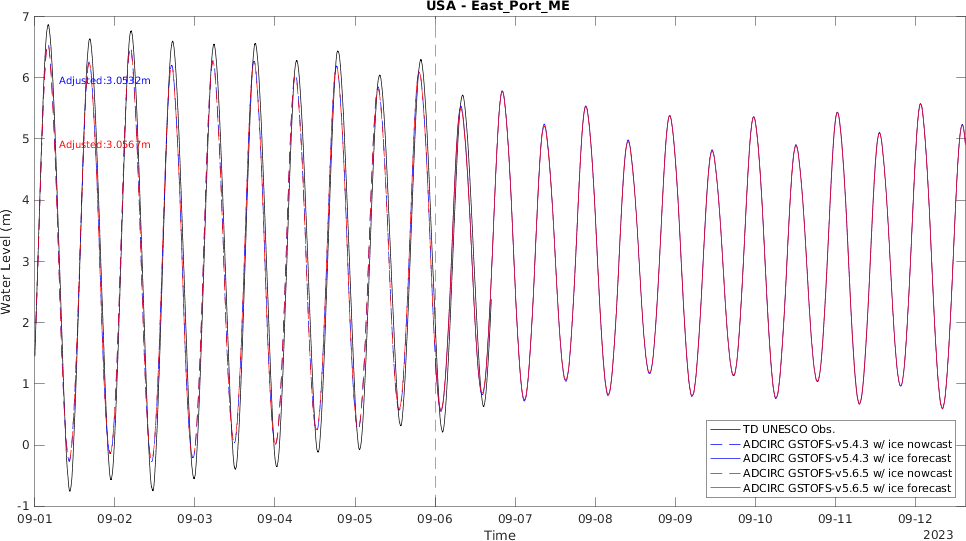 USA - East_Port_ME
7
6
5
4
3
2
1
0
-1
Water Level (m)
Adjusted:3.0532m
Adjusted:3.0567m
TD UNESCO Obs.
ADCIRC GSTOFS-v5.4.3 w/ ice nowcast
ADCIRC GSTOFS-v5.4.3 w/ ice forecast
ADCIRC GSTOFS-v5.6.5 w/ ice nowcast
ADCIRC GSTOFS-v5.6.5 w/ ice forecast
09-01 09-02 09-03 09-04 09-05 09-06 09-07 09-08 09-09 09-10 09-11 09-12
Time 2023